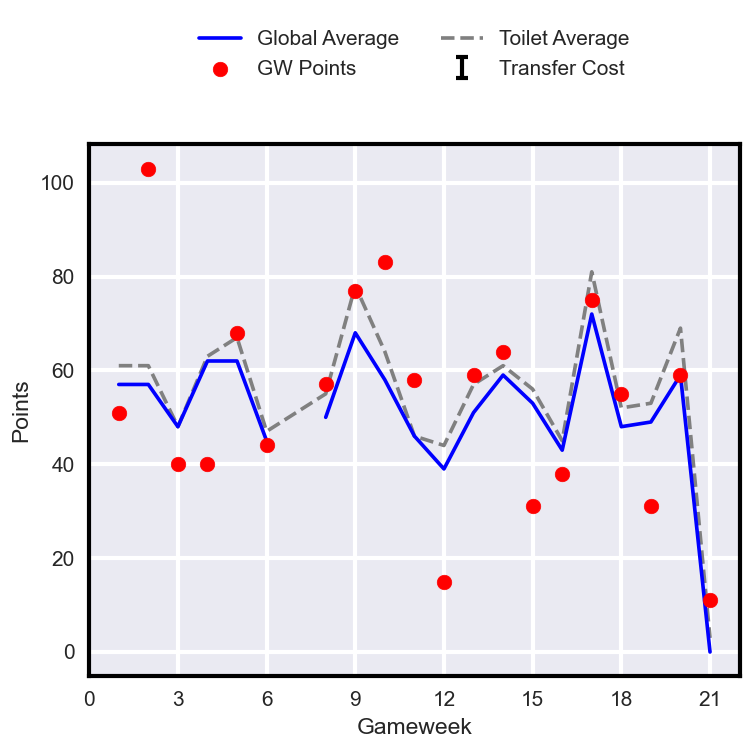 Global Average
Toilet Average
GW Points
Transfer Cost
100
80
60
40
20
0
Points
0 3 6 9 12 15 18 21
Gameweek